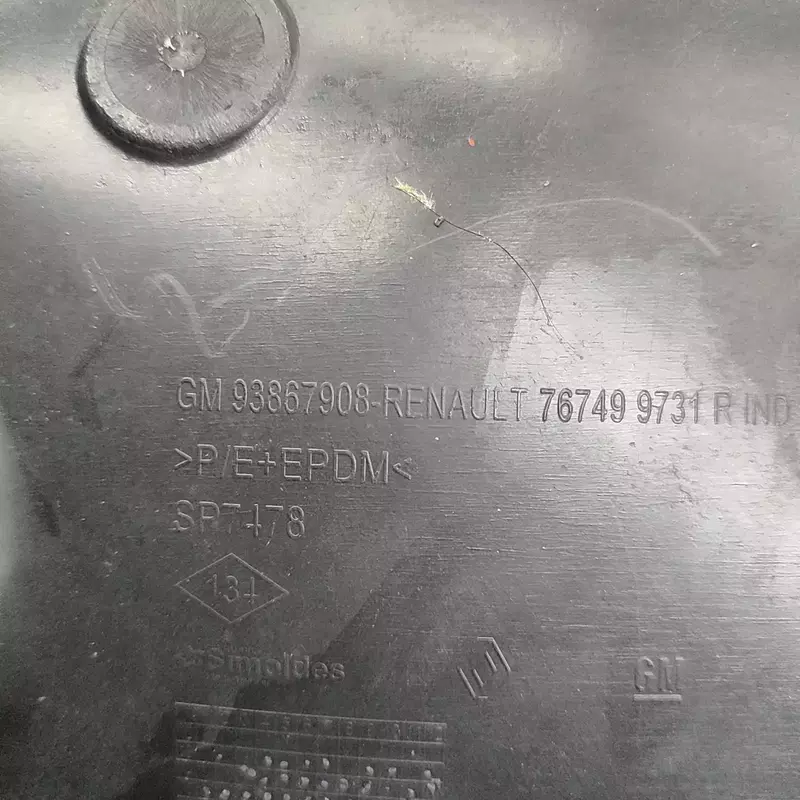 GM 93867908-RENAULT 76749 9731 R IND
>P/E+EPDM<
SP7478
134
Simoldes
GM